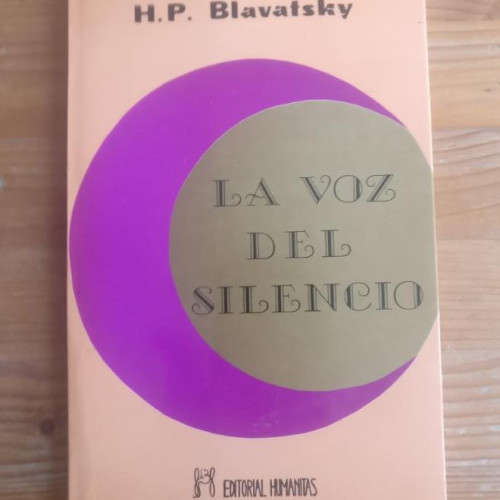 H.P. Blavatsky
LA VOZ
DEL
SILENCIO
EDITORIAL HUMANITAS